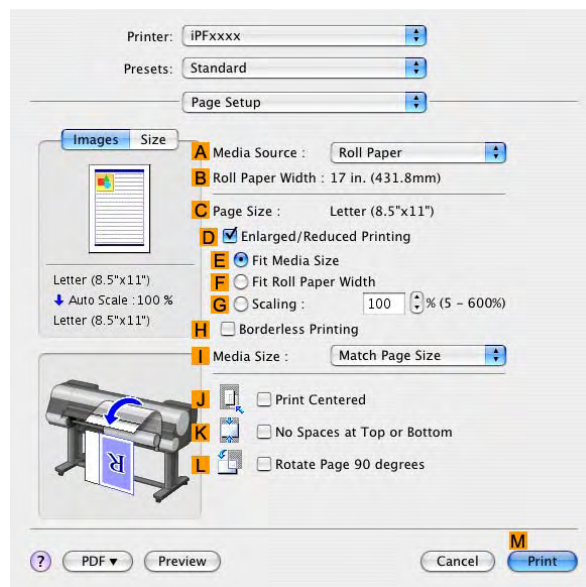 Printer: iPFxxxx
Presets: Standard
Page Setup
Images Size
A Media Source : Roll Paper
B Roll Paper Width : 17 in. (431.8mm)
C Page Size : Letter (8.5"x11")
D Enlarged/Reduced Printing
E Fit Media Size
F Fit Roll Paper Width
G Scaling : 100 % (5 - 600%)
H Borderless Printing
I Media Size : Match Page Size
J Print Centered
K No Spaces at Top or Bottom
L Rotate Page 90 degrees
Letter (8.5"x11")
Auto Scale :100 %
Letter (8.5"x11")
R
M
? PDF Preview Cancel Print